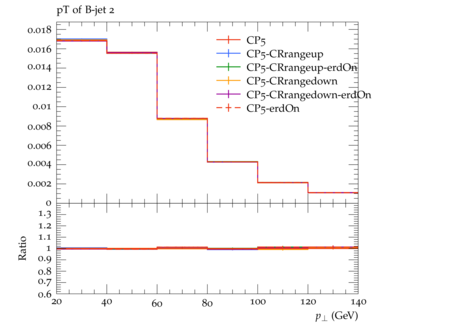 pT of B-jet 2
0.018
0.016
0.014
0.012
0.01
0.008
0.006
0.004
0.002
0
CP5
CP5-CRrangeup
CP5-CRrangeup-erdOn
CP5-CRrangedown
CP5-CRrangedown-erdOn
CP5-erdOn
Ratio
1.3
1.2
1.1
1
0.9
0.8
0.7
0.6
20 40 60 80 100 120 140
p⊥ (GeV)